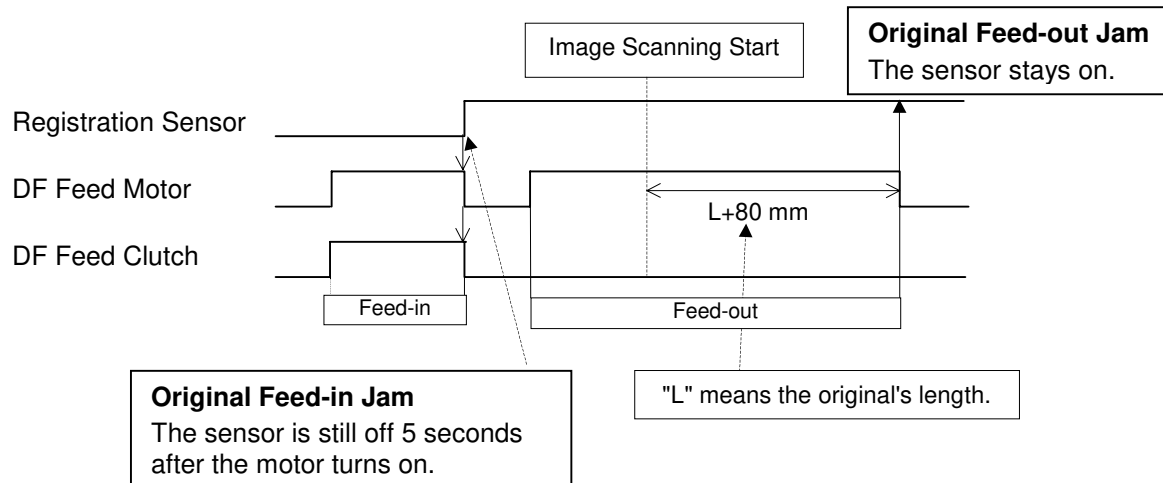 Image Scanning Start
Original Feed-out Jam
The sensor stays on.
Registration Sensor
DF Feed Motor
L+80 mm
DF Feed Clutch
Feed-in
Feed-out
Original Feed-in Jam
The sensor is still off 5 seconds
after the motor turns on.
"L" means the original's length.